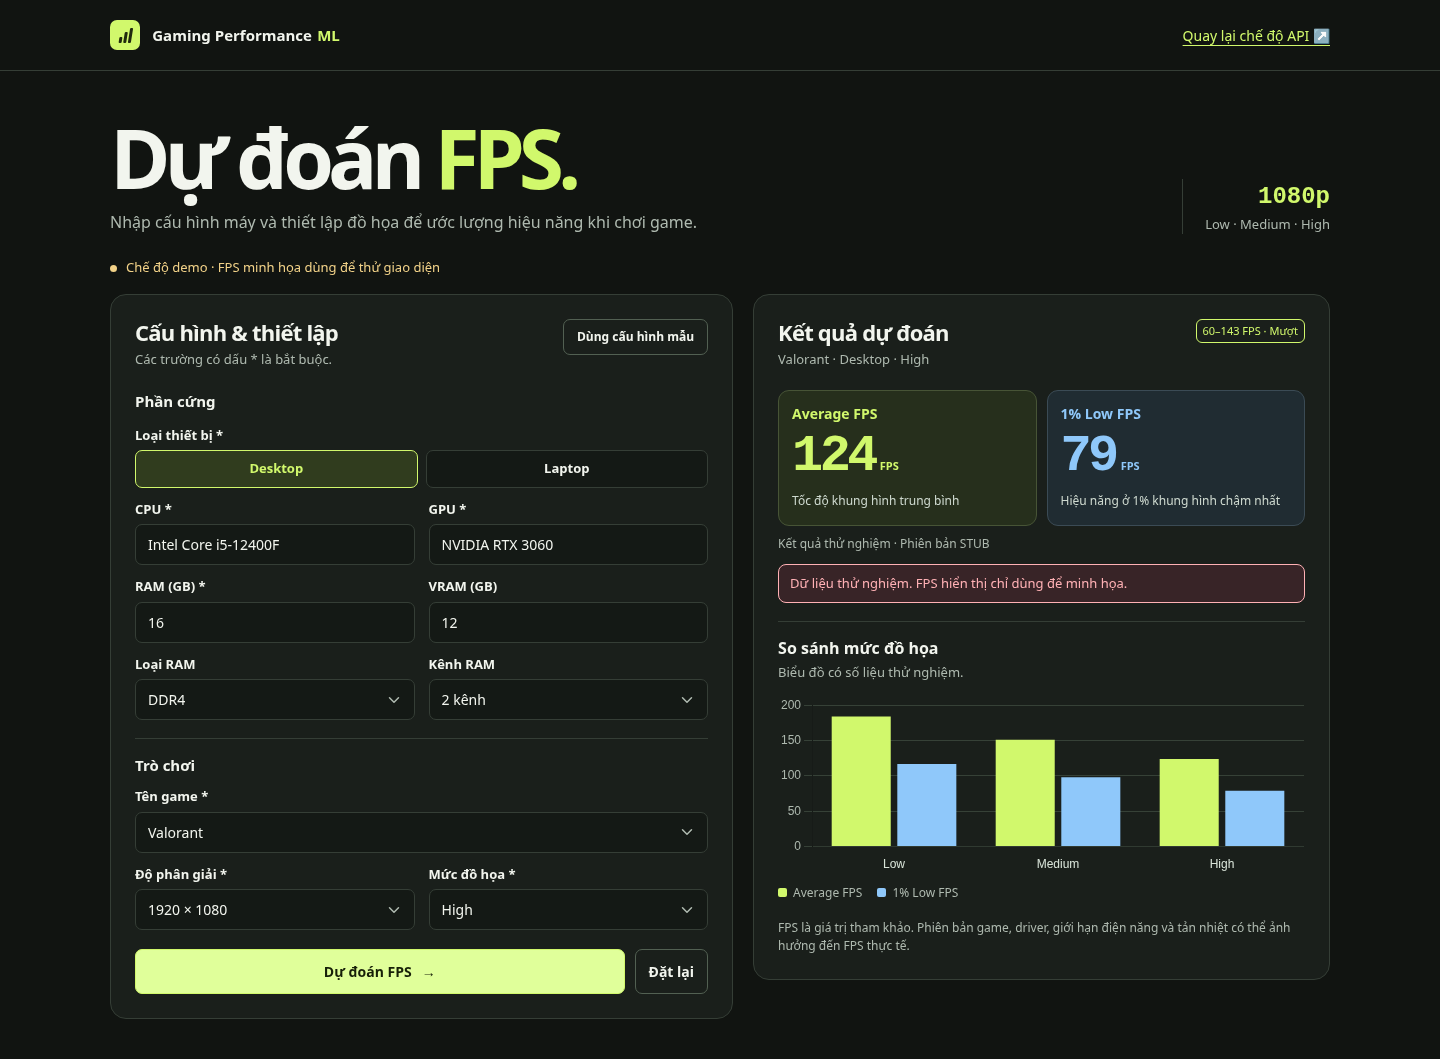 Gaming Performance ML
Quay lại chế độ API ↗
Dự đoán FPS.
Nhập cấu hình máy và thiết lập đồ họa để ước lượng hiệu năng khi chơi game.
1080p
Low · Medium · High
Chế độ demo · FPS minh họa dùng để thử giao diện
Cấu hình & thiết lập
Các trường có dấu * là bắt buộc.
Dùng cấu hình mẫu
Phần cứng
Loại thiết bị *
Desktop
Laptop
CPU *
GPU *
Intel Core i5-12400F
NVIDIA RTX 3060
RAM (GB) *
VRAM (GB)
16
12
Loại RAM
Kênh RAM
DDR4
2 kênh
Trò chơi
Tên game *
Valorant
Độ phân giải *
Mức đồ họa *
1920 × 1080
High
Dự đoán FPS →
Đặt lại
Kết quả dự đoán
Valorant · Desktop · High
60–143 FPS · Mượt
Average FPS
124 FPS
Tốc độ khung hình trung bình
1% Low FPS
79 FPS
Hiệu năng ở 1% khung hình chậm nhất
Kết quả thử nghiệm · Phiên bản STUB
Dữ liệu thử nghiệm. FPS hiển thị chỉ dùng để minh họa.
So sánh mức đồ họa
Biểu đồ có số liệu thử nghiệm.
200
150
100
50
0
Low
Medium
High
Average FPS
1% Low FPS
FPS là giá trị tham khảo. Phiên bản game, driver, giới hạn điện năng và tản nhiệt có thể ảnh
hưởng đến FPS thực tế.